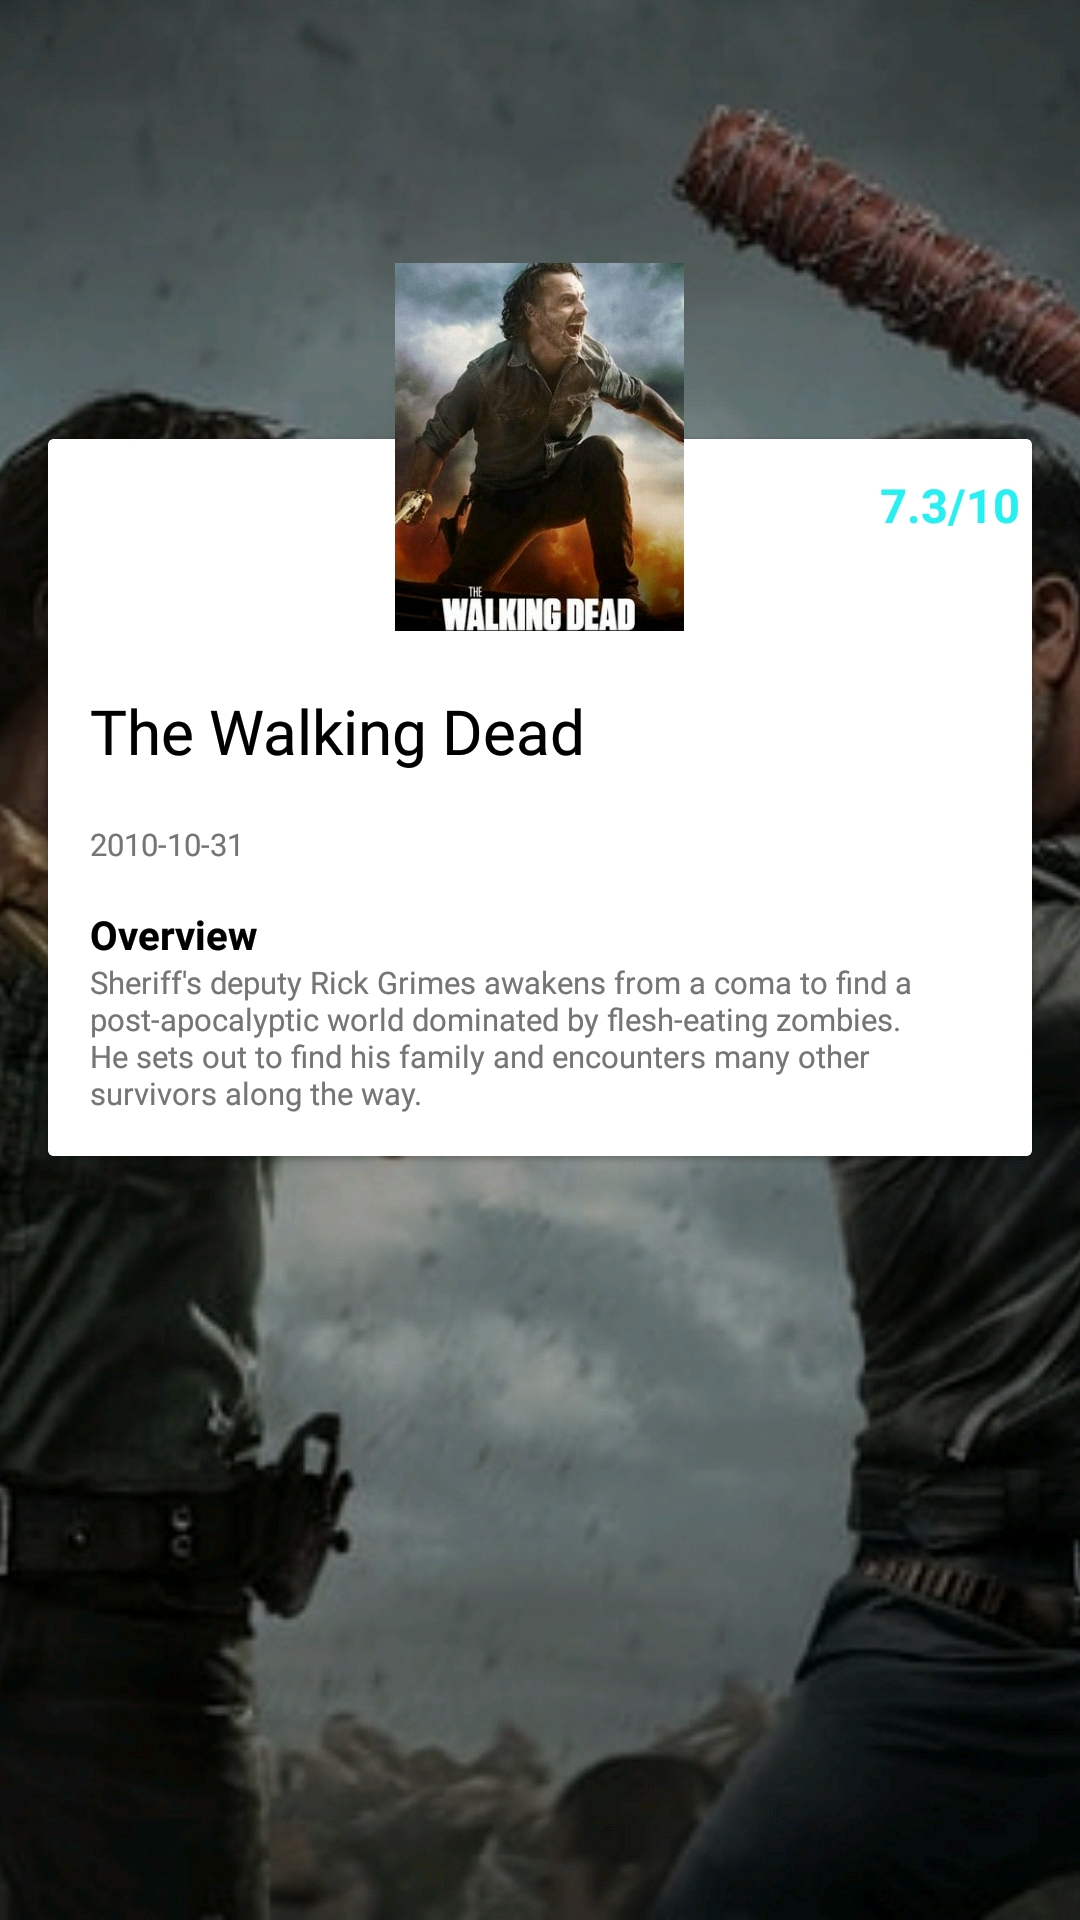 THE
WALKING DEAD
7.3/10
The Walking Dead
2010-10-31
Overview
Sheriff's deputy Rick Grimes awakens from a coma to find a
post-apocalyptic world dominated by flesh-eating zombies.
He sets out to find his family and encounters many other
survivors along the way.